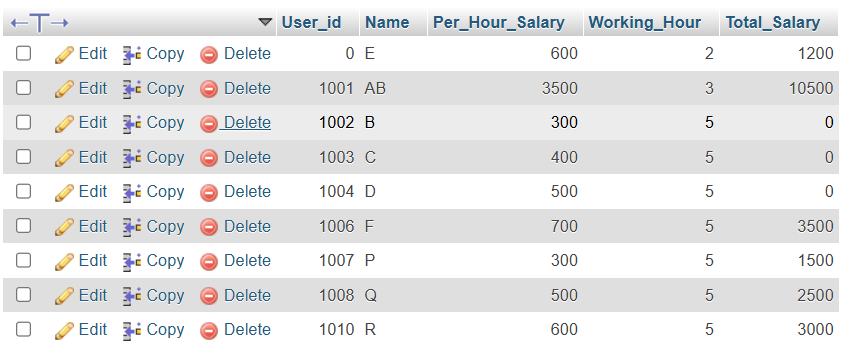 User_id Name Per_Hour_Salary Working_Hour Total_Salary
Edit Copy Delete 0 E 600 2 1200
Edit Copy Delete 1001 AB 3500 3 10500
Edit Copy Delete 1002 B 300 5 0
Edit Copy Delete 1003 C 400 5 0
Edit Copy Delete 1004 D 500 5 0
Edit Copy Delete 1006 F 700 5 3500
Edit Copy Delete 1007 P 300 5 1500
Edit Copy Delete 1008 Q 500 5 2500
Edit Copy Delete 1010 R 600 5 3000